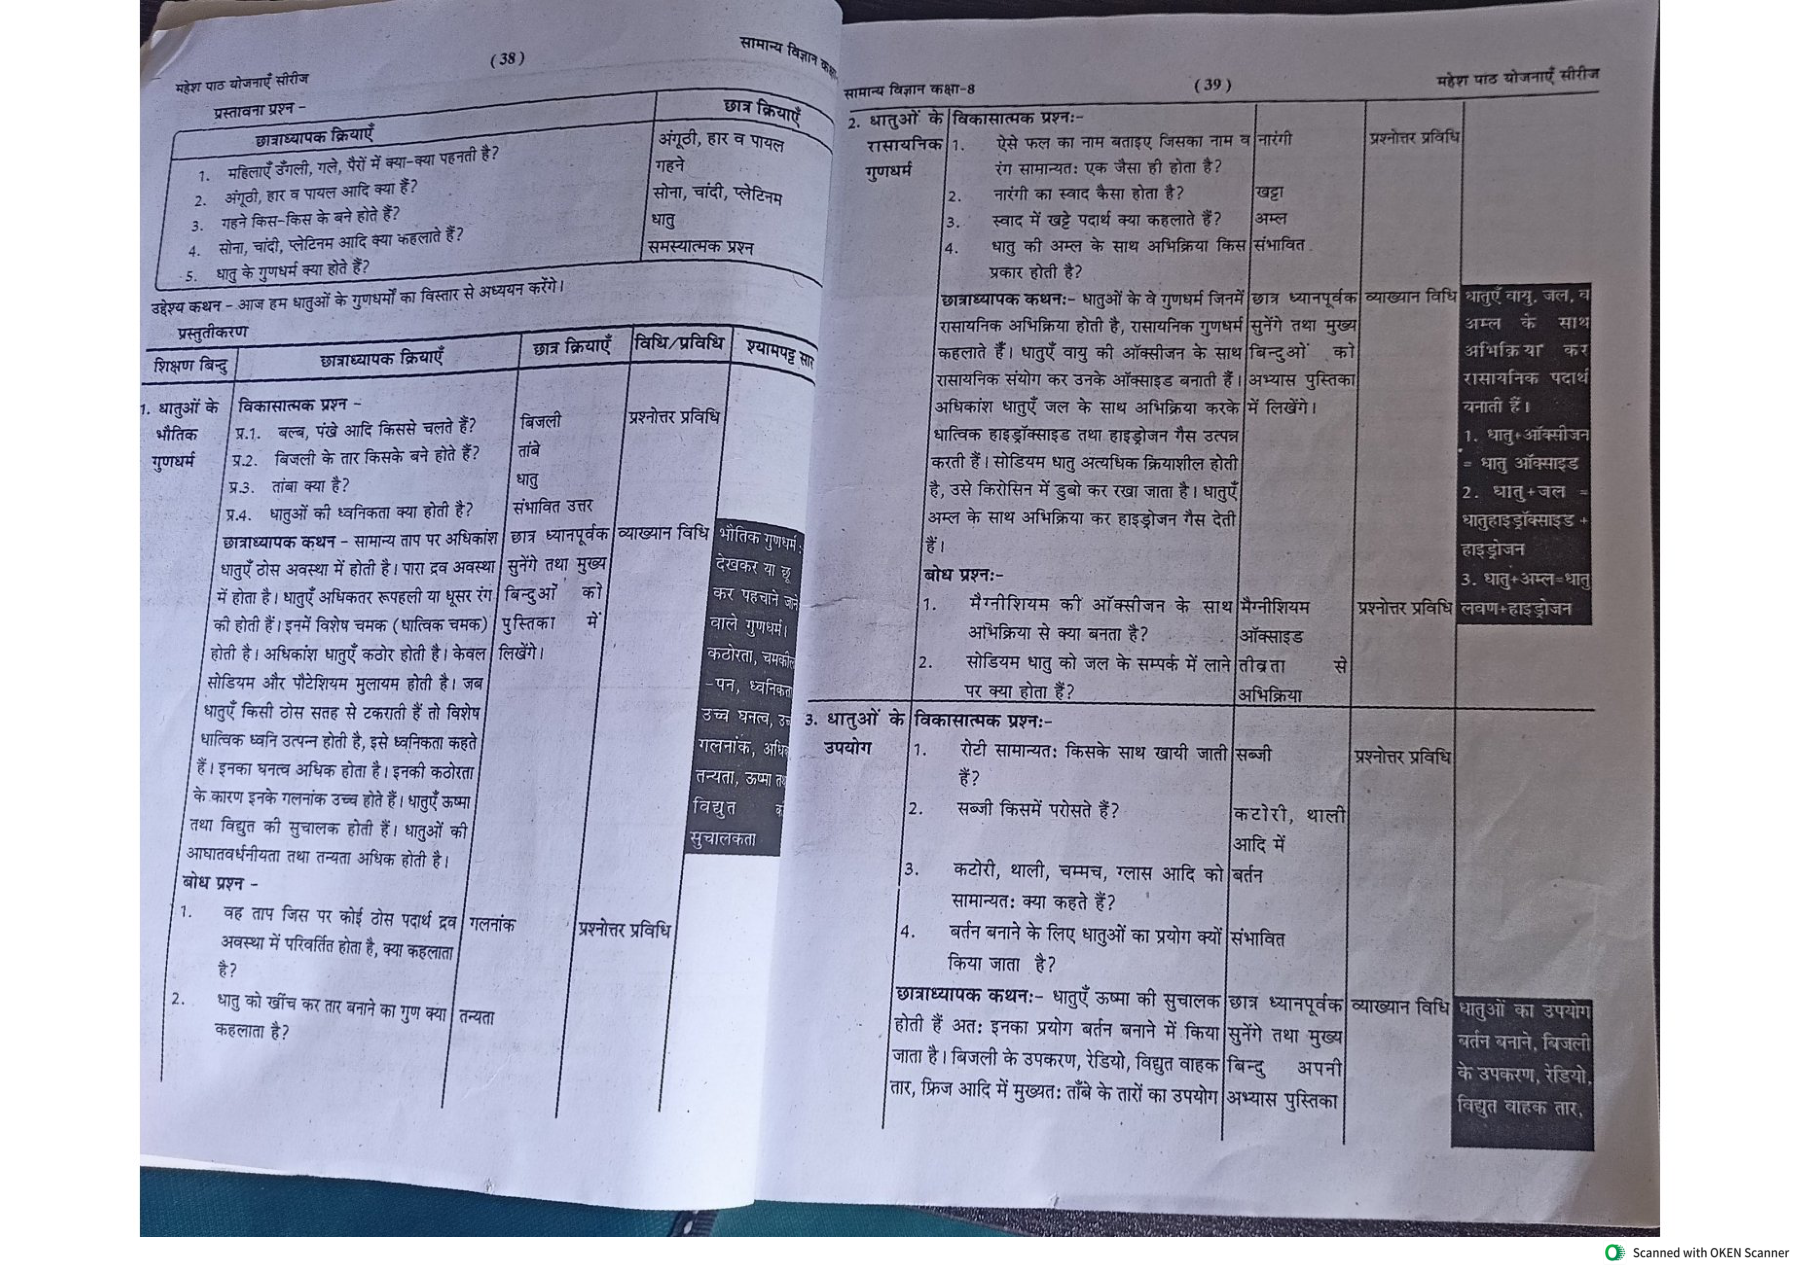 (38)
महेश पाठ योजनाएँ सीरीज
सामान्य विज्ञान
प्रस्तावना प्रश्न –
छात्राध्यापक क्रियाएँ
छात्र क्रियाएँ
1. महिलाएँ उँगली, गले, पैरों में क्या-क्या पहनती है?
अंगूठी, हार व पायल
2. अंगूठी, हार व पायल आदि क्या हैं?
गहने
3. गहने किस-किस के बने होते हैं?
सोना, चांदी, प्लेटिनम
4. सोना, चांदी, प्लेटिनम आदि क्या कहलाते हैं?
धातु
5. धातु के गुणधर्म क्या होते हैं?
समस्यात्मक प्रश्न
उद्देश्य कथन – आज हम धातुओं के गुणधर्मों का विस्तार से अध्ययन करेंगे।
प्रस्तुतीकरण
शिक्षण बिन्दु
छात्राध्यापक क्रियाएँ
छात्र क्रियाएँ
विधि/प्रविधि
श्यामपट्ट सार
1. धातुओं के
भौतिक
गुणधर्म
विकासात्मक प्रश्न –
प्र.1. बल्ब, पंखे आदि किससे चलते हैं?
प्र.2. बिजली के तार किसके बने होते हैं?
प्र.3. तांबा क्या है?
प्र.4. धातुओं की ध्वनिकता क्या होती है?
बिजली
तांबे
धातु
संभावित उत्तर
प्रश्नोत्तर प्रविधि
छात्राध्यापक कथन – सामान्य ताप पर अधिकांश
धातुएँ ठोस अवस्था में होती है। पारा द्रव अवस्था
में होता है। धातुएँ अधिकतर रूपहली या धूसर रंग
की होती हैं। इनमें विशेष चमक (धात्विक चमक)
होती है। अधिकांश धातुएँ कठोर होती है। केवल
सोडियम और पौटेशियम मुलायम होती है। जब
धातुएँ किसी ठोस सतह से टकराती हैं तो विशेष
धात्विक ध्वनि उत्पन्न होती है, इसे ध्वनिकता कहते
हैं। इनका घनत्व अधिक होता है। इनकी कठोरता
के कारण इनके गलनांक उच्च होते हैं। धातुएँ ऊष्मा
तथा विद्युत की सुचालक होती हैं। धातुओं की
आघातवर्धनीयता तथा तन्यता अधिक होती है।
छात्र ध्यानपूर्वक
सुनेंगे तथा मुख्य
बिन्दुओं को
पुस्तिका में
लिखेंगे।
व्याख्यान विधि
भौतिक गुणधर्म :
देखकर या छू
कर पहचाने जाने
वाले गुणधर्म।
कठोरता, चमकील
-पन, ध्वनिकता
उच्च घनत्व,
गलनांक,
तन्यता, ऊष्मा
विद्युत
सुचालकता
बोध प्रश्न –
1. वह ताप जिस पर कोई ठोस पदार्थ द्रव
अवस्था में परिवर्तित होता है, क्या कहलाता
है?
गलनांक
प्रश्नोत्तर प्रविधि
2. धातु को खींच कर तार बनाने का गुण क्या
कहलाता है?
तन्यता
सामान्य विज्ञान कक्षा-8
(39)
महेश पाठ योजनाएँ सीरीज
2. धातुओं के
रासायनिक
गुणधर्म
विकासात्मक प्रश्न:-
1. ऐसे फल का नाम बताइए जिसका नाम व
रंग सामान्यत: एक जैसा ही होता है?
2. नारंगी का स्वाद कैसा होता है?
3. स्वाद में खट्टे पदार्थ क्या कहलाते हैं?
4. धातु की अम्ल के साथ अभिक्रिया किस
प्रकार होती है?
नारंगी
खट्टा
अम्ल
संभावित
प्रश्नोत्तर प्रविधि
छात्राध्यापक कथन:- धातुओं के वे गुणधर्म जिनमें
रासायनिक अभिक्रिया होती है, रासायनिक गुणधर्म
कहलाते हैं। धातुएँ वायु की ऑक्सीजन के साथ
रासायनिक संयोग कर उनके ऑक्साइड बनाती हैं।
अधिकांश धातुएँ जल के साथ अभिक्रिया करके
धात्विक हाइड्रॉक्साइड तथा हाइड्रोजन गैस उत्पन्न
करती हैं। सोडियम धातु अत्यधिक क्रियाशील होती
है, उसे किरोसिन में डुबो कर रखा जाता है। धातुएँ
अम्ल के साथ अभिक्रिया कर हाइड्रोजन गैस देती
हैं।
छात्र ध्यानपूर्वक
सुनेंगे तथा मुख्य
बिन्दुओं को
अभ्यास पुस्तिका
में लिखेंगे।
व्याख्यान विधि
धातुएँ वायु, जल, व
अम्ल के साथ
अभिक्रिया कर
रासायनिक पदार्थ
बनाती हैं।
1. धातु+ऑक्सीजन
= धातु ऑक्साइड
2. धातु+जल =
धातुहाइड्रॉक्साइड +
हाइड्रोजन
3. धातु+अम्ल=धातु
लवण+हाइड्रोजन
बोध प्रश्न:-
1. मैग्नीशियम की ऑक्सीजन के साथ
अभिक्रिया से क्या बनता है?
मैग्नीशियम
ऑक्साइड
प्रश्नोत्तर प्रविधि
2. सोडियम धातु को जल के सम्पर्क में लाने
पर क्या होता हैं?
तीव्रता से
अभिक्रिया
3. धातुओं के
उपयोग
विकासात्मक प्रश्न:-
1. रोटी सामान्यत: किसके साथ खायी जाती
हैं?
सब्जी
प्रश्नोत्तर प्रविधि
2. सब्जी किसमें परोसते हैं?
कटोरी, थाली
आदि में
3. कटोरी, थाली, चम्मच, ग्लास आदि को
सामान्यत: क्या कहते हैं?
बर्तन
4. बर्तन बनाने के लिए धातुओं का प्रयोग क्यों
किया जाता है?
संभावित
छात्राध्यापक कथन:- धातुएँ ऊष्मा की सुचालक
होती हैं अत: इनका प्रयोग बर्तन बनाने में किया
जाता है। बिजली के उपकरण, रेडियो, विद्युत वाहक
तार, फ्रिज आदि में मुख्यत: ताँबे के तारों का उपयोग
छात्र ध्यानपूर्वक
सुनेंगे तथा मुख्य
बिन्दु अपनी
अभ्यास पुस्तिका
व्याख्यान विधि
धातुओं का उपयोग
बर्तन बनाने, बिजली
के उपकरण, रेडियो,
विद्युत वाहक तार,
Scanned with OKEN Scanner